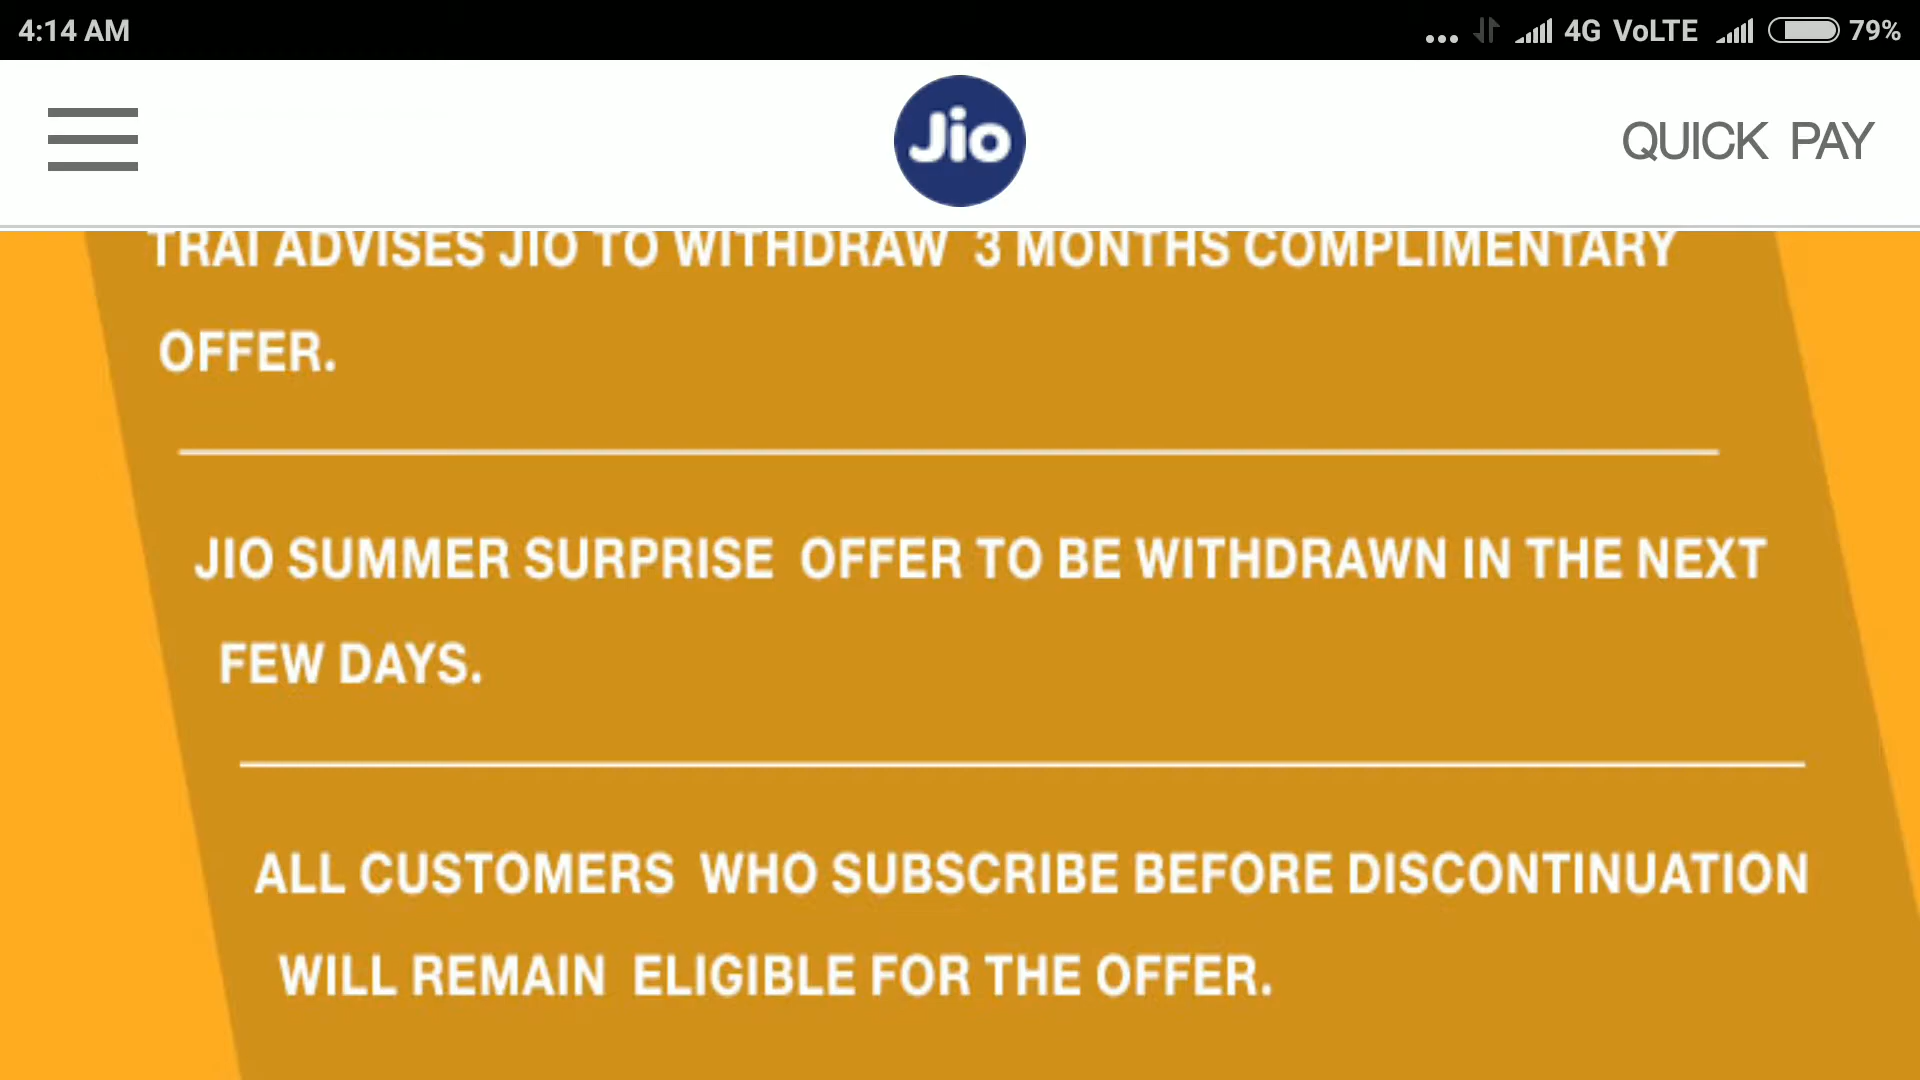 4:14 AM ... 4G VoLTE 79%
Jio
QUICK PAY
TRAI ADVISES JIO TO WITHDRAW 3 MONTHS COMPLIMENTARY
OFFER.
JIO SUMMER SURPRISE OFFER TO BE WITHDRAWN IN THE NEXT
FEW DAYS.
ALL CUSTOMERS WHO SUBSCRIBE BEFORE DISCONTINUATION
WILL REMAIN ELIGIBLE FOR THE OFFER.